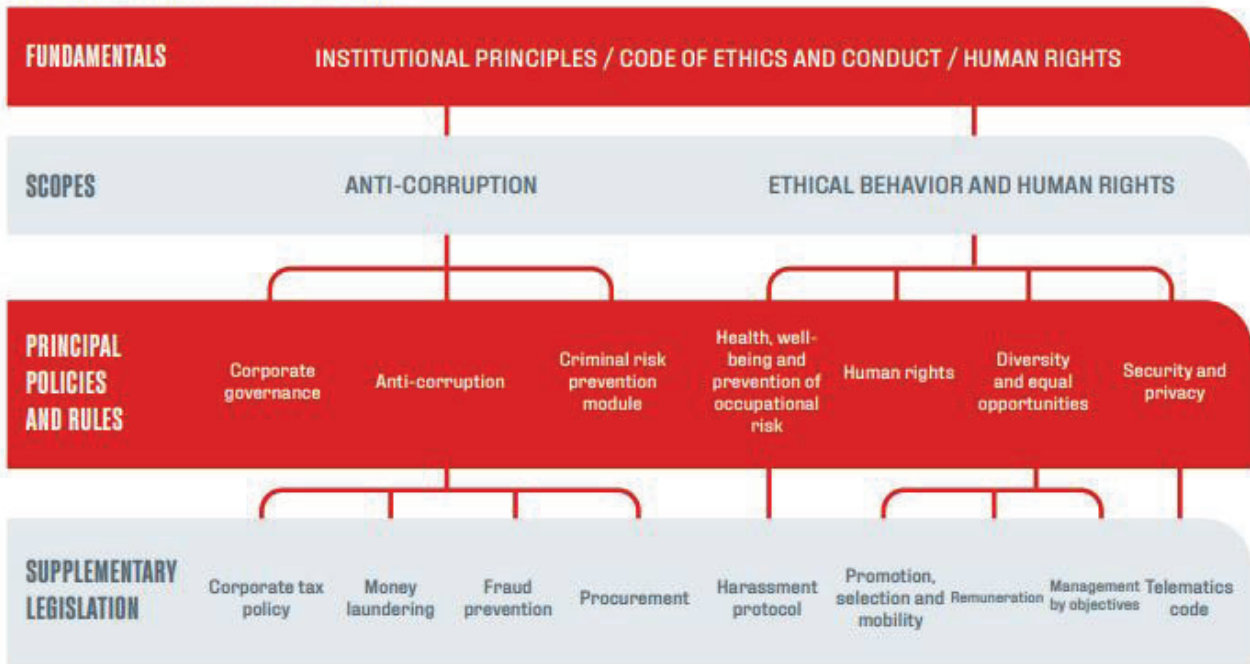 FUNDAMENTALS
INSTITUTIONAL PRINCIPLES / CODE OF ETHICS AND CONDUCT / HUMAN RIGHTS
SCOPES
ANTI-CORRUPTION
ETHICAL BEHAVIOR AND HUMAN RIGHTS
PRINCIPAL
POLICIES
AND RULES
Corporate
governance
Anti-corruption
Criminal risk
prevention
module
Health, well-
being and
prevention of
occupational
risk
Human rights
Diversity
and equal
opportunities
Security and
privacy
SUPPLEMENTARY
LEGISLATION
Corporate tax
policy
Money
laundering
Fraud
prevention
Procurement
Harassment
protocol
Promotion,
selection and
mobility
Remuneration
Management
by objectives
Telematics
code